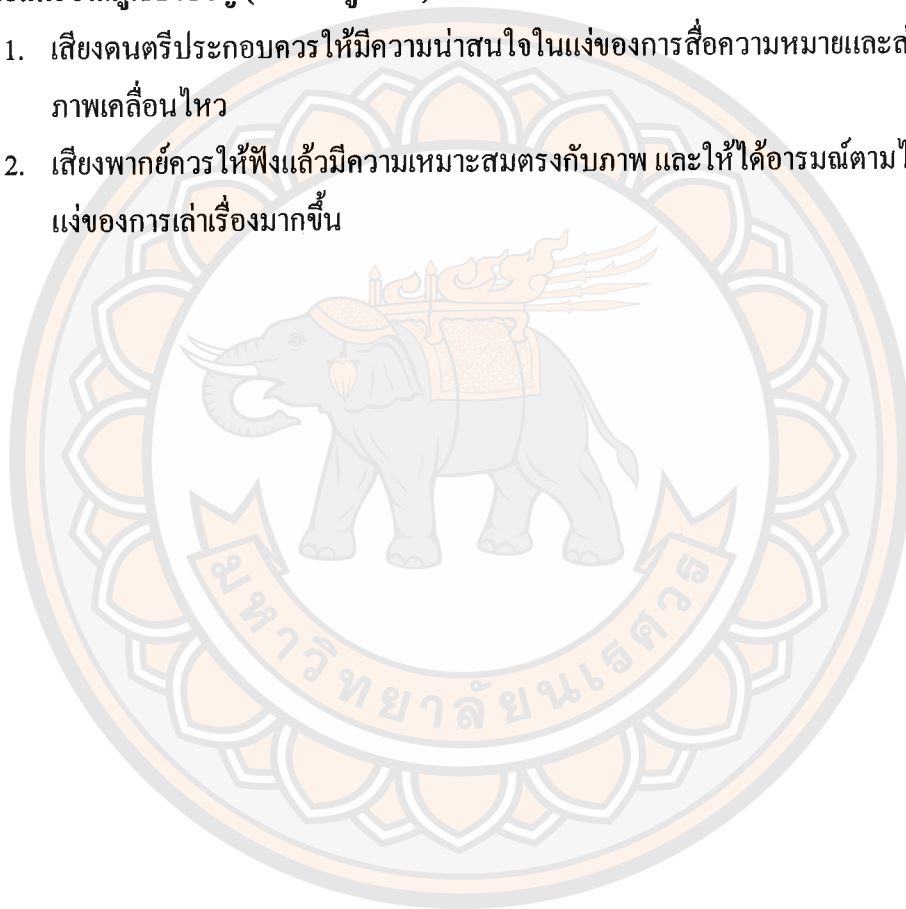 1. เสียงดนตรีประกอบควรให้มีความน่าสนใจในแง่ของการสื่อความหมายและ
ภาพเคลื่อนไหว
2. เสียงพากย์ควรให้ฟังแล้วมีความเหมาะสมตรงกับภาพ และให้ได้อารมณ์ตาม
แง่ของการเล่าเรื่องมากขึ้น
มหาวิทยาลัยนเรศวร